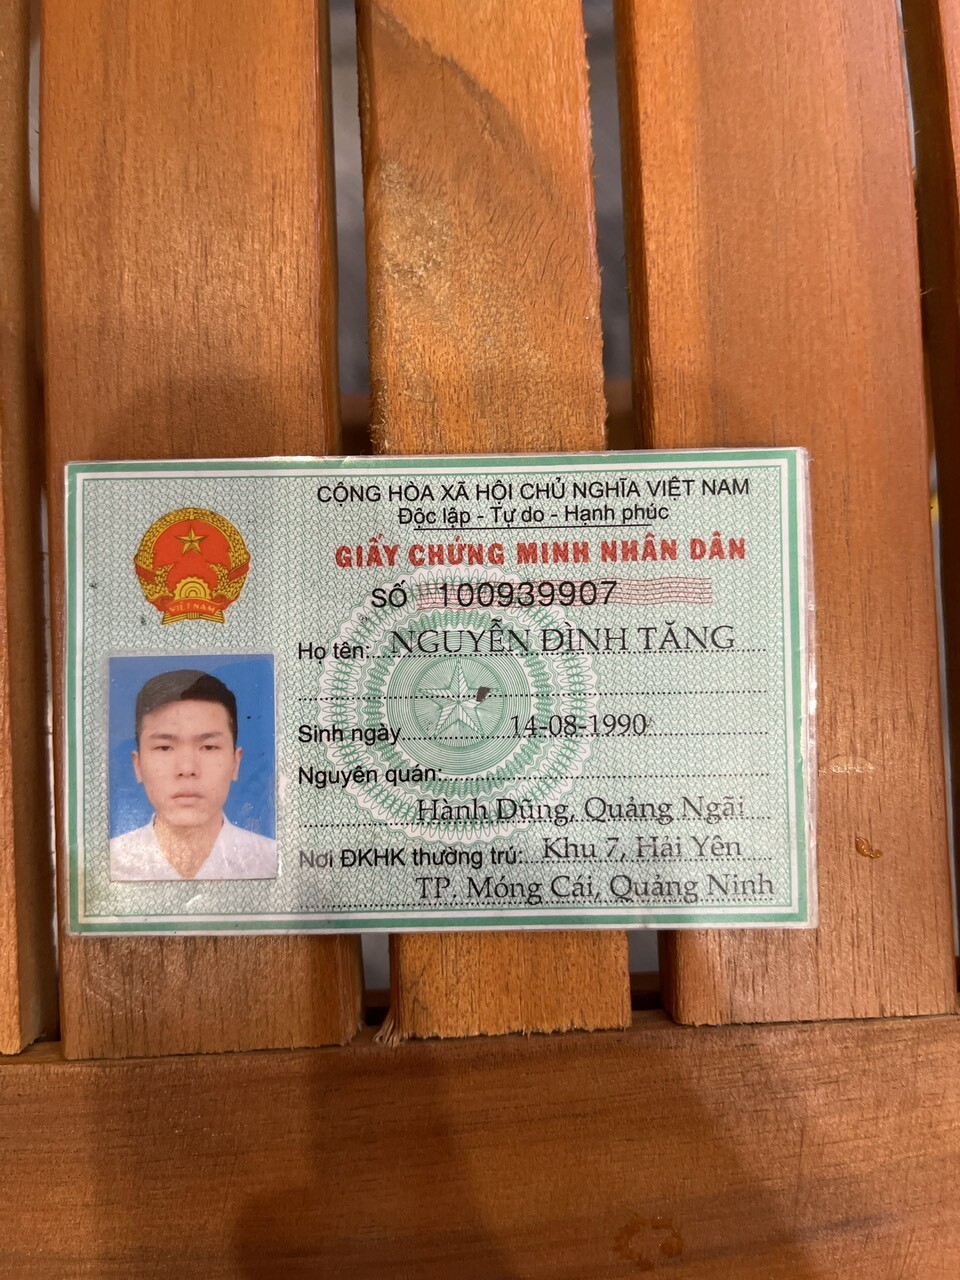 CỘNG HÒA XÃ HỘI CHỦ NGHĨA VIỆT NAM
Độc lập - Tự do - Hạnh phúc
GIẤY CHỨNG MINH NHÂN DÂN
SỐ 100939907
Họ tên: NGUYỄN ĐÌNH TĂNG
Sinh ngày 14-08-1990
Nguyên quán:
Hành Dũng, Quảng Ngãi
Nơi ĐKHK thường trú: Khu 7, Hải Yên
TP. Móng Cái, Quảng Ninh
VIỆT NAM